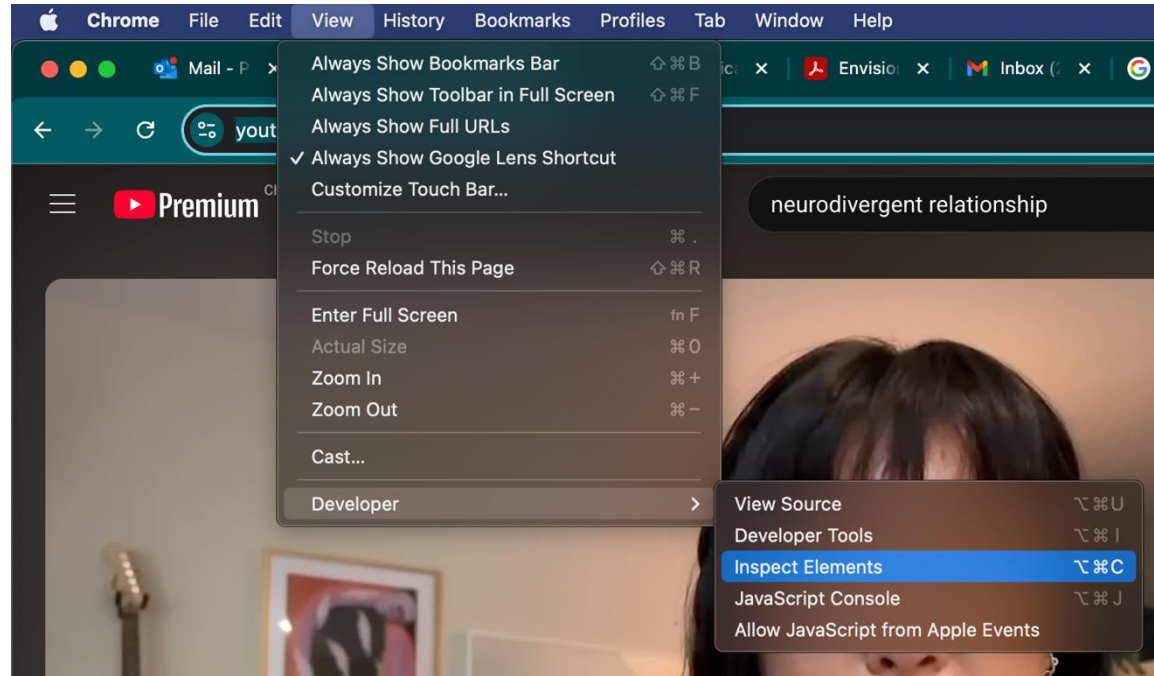 Chrome File Edit View History Bookmarks Profiles Tab Window Help
Mail - P Envisio Inbox (
yout
Premium
neurodivergent relationship
Always Show Bookmarks Bar ⇧⌘B
Always Show Toolbar in Full Screen ⇧⌘F
Always Show Full URLs
✓ Always Show Google Lens Shortcut
Customize Touch Bar...
Stop ⌘.
Force Reload This Page ⇧⌘R
Enter Full Screen fn F
Actual Size ⌘0
Zoom In ⌘+
Zoom Out ⌘−
Cast...
Developer >
View Source ⌥⌘U
Developer Tools ⌥⌘I
Inspect Elements ⌥⌘C
JavaScript Console ⌥⌘J
Allow JavaScript from Apple Events